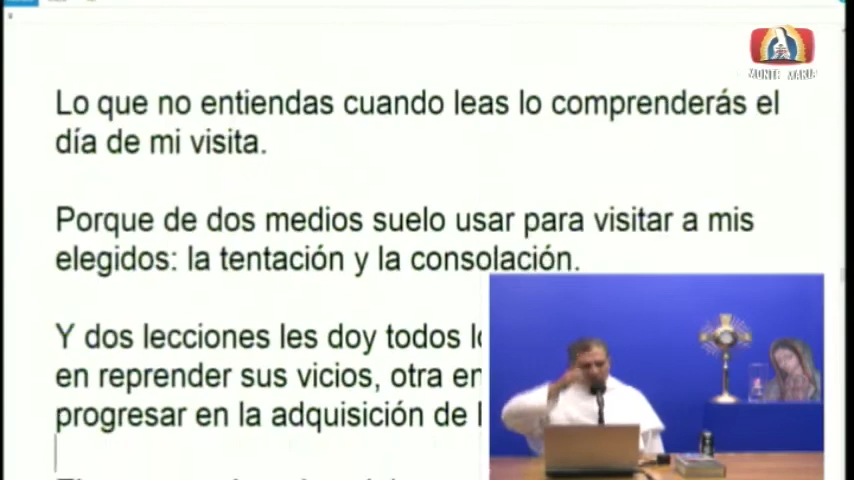 MONTE MARIA
Lo que no entiendas cuando leas lo comprenderás el
día de mi visita.
Porque de dos medios suelo usar para visitar a mis
elegidos: la tentación y la consolación.
Y dos lecciones les doy todos
en reprender sus vicios, otra en
progresar en la adquisición de